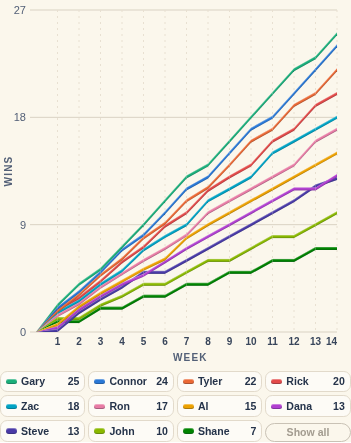 27
18
9
0
WINS
1 2 3 4 5 6 7 8 9 10 11 12 13 14
WEEK
Gary 25 Connor 24 Tyler 22 Rick 20
Zac 18 Ron 17 Al 15 Dana 13
Steve 13 John 10 Shane 7 Show all